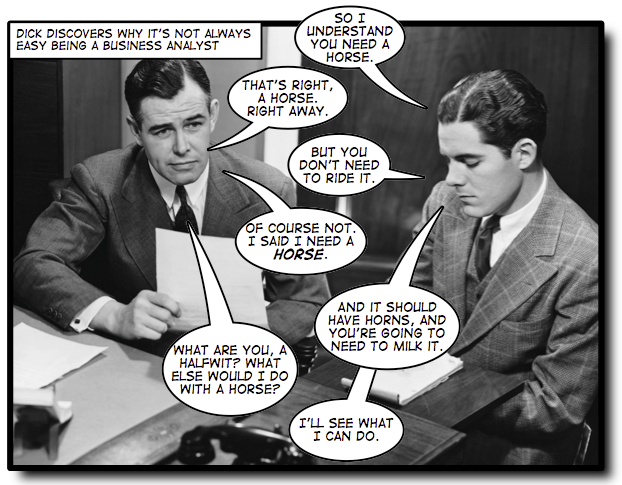 DICK DISCOVERS WHY IT'S NOT ALWAYS
EASY BEING A BUSINESS ANALYST
SO I
UNDERSTAND
YOU NEED A
HORSE.
THAT'S RIGHT,
A HORSE.
RIGHT AWAY.
BUT YOU
DON'T NEED
TO RIDE IT.
OF COURSE NOT.
I SAID I NEED A
HORSE.
AND IT SHOULD
HAVE HORNS, AND
YOU'RE GOING TO
NEED TO MILK IT.
WHAT ARE YOU, A
HALFWIT? WHAT
ELSE WOULD I DO
WITH A HORSE?
I'LL SEE WHAT
I CAN DO.